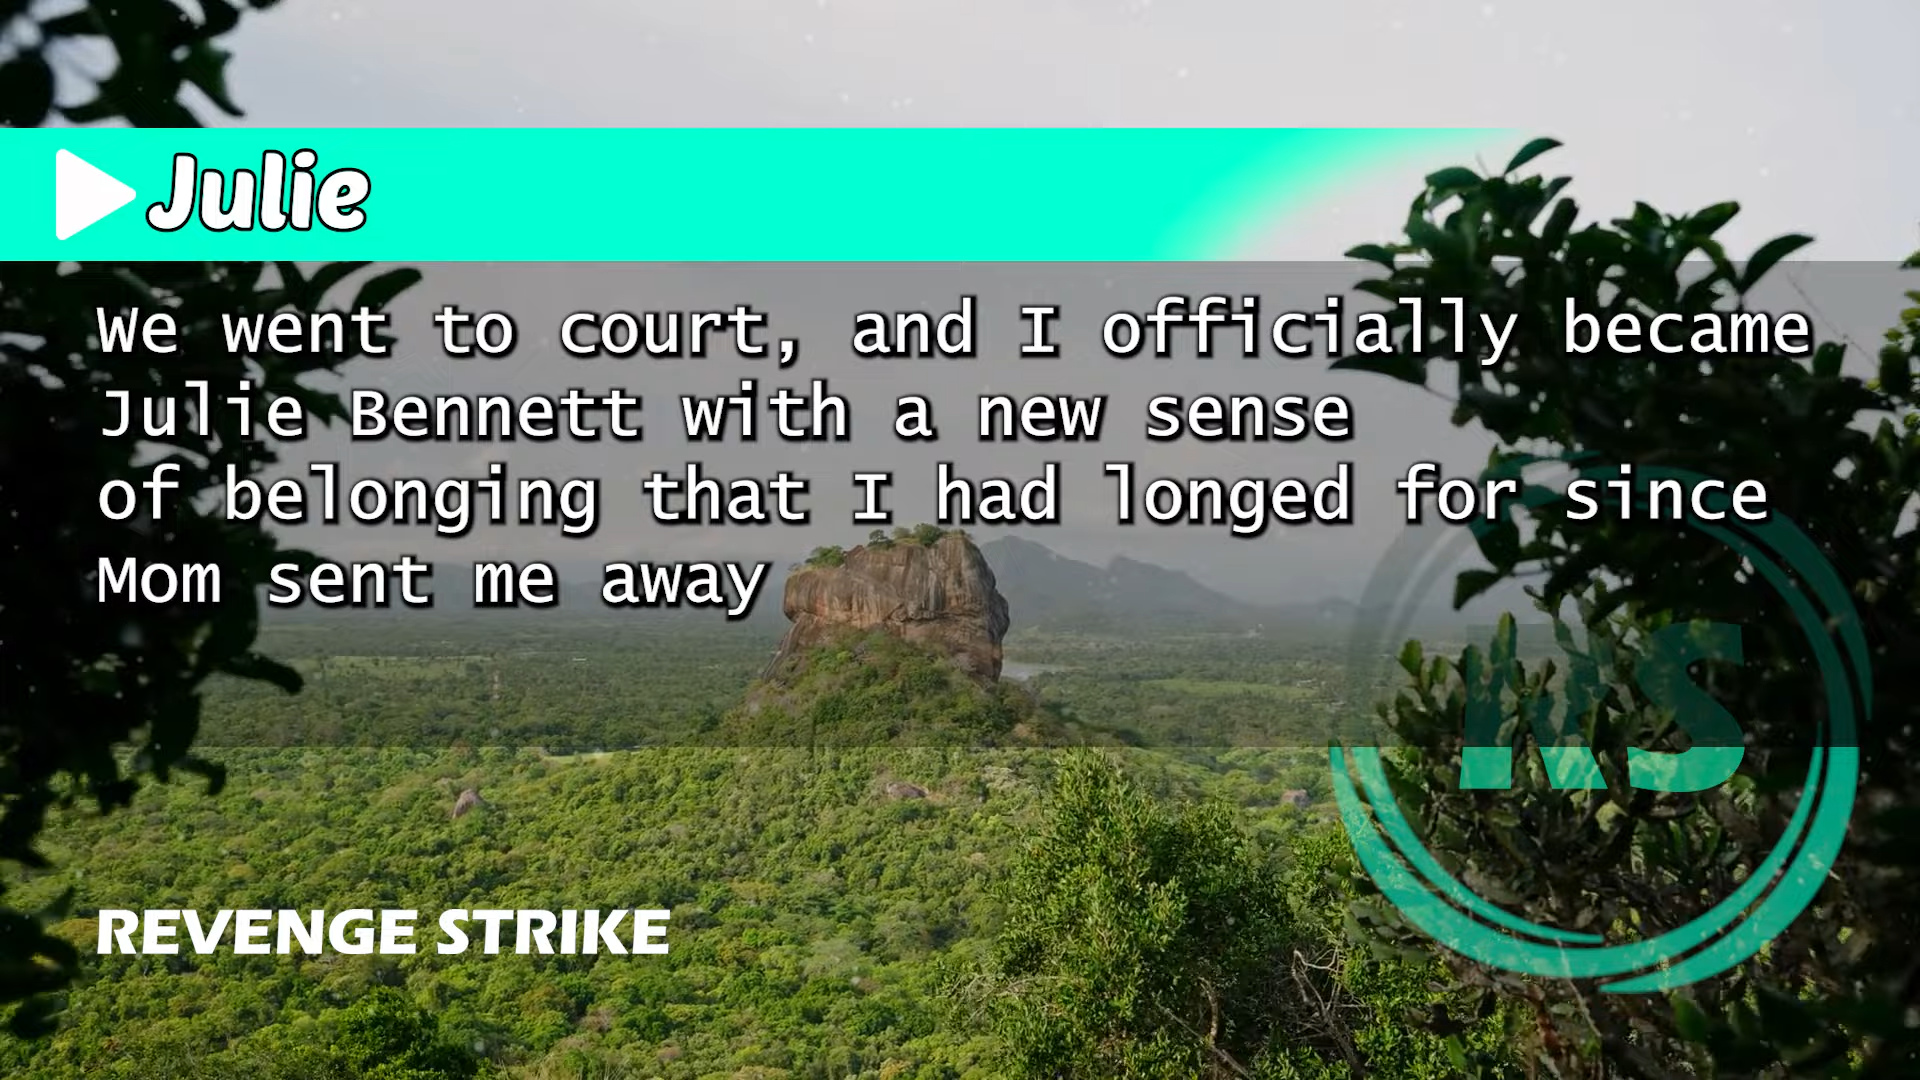 Julie
We went to court, and I officially became
Julie Bennett with a new sense
of belonging that I had longed for since
Mom sent me away
RS
REVENGE STRIKE